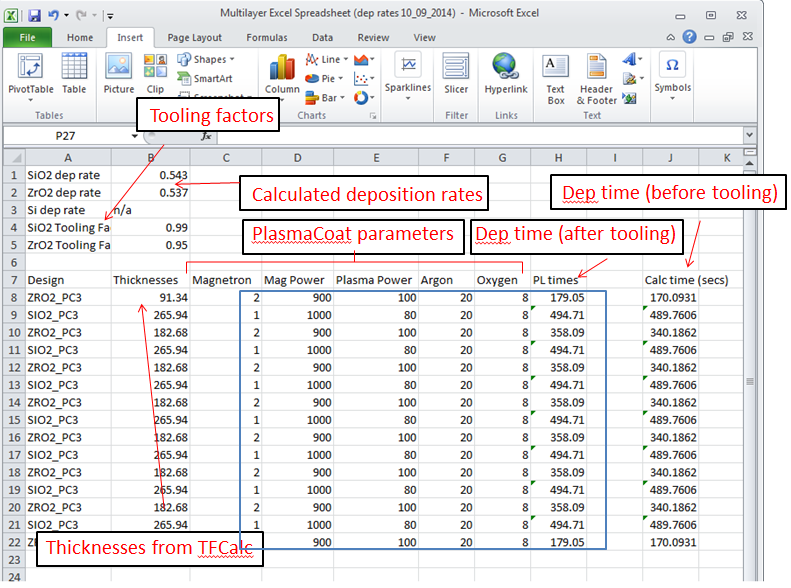 Multilayer Excel Spreadsheet (dep rates 10_09_2014) - Microsoft Excel
File Home Insert Page Layout Formulas Data Review View
PivotTable Table Picture Clip Shapes SmartArt Column Line Pie Bar Sparklines Slicer Hyperlink Text Box Header & Footer Symbols
Tables Charts Filter Links Text
Tooling factors
P27 fx
A B C D E F G H I J K
1 SiO2 dep rate 0.543
2 ZrO2 dep rate 0.537
Calculated deposition rates
Dep time (before tooling)
3 Si dep rate n/a
4 SiO2 Tooling Fa 0.99
5 ZrO2 Tooling Fa 0.95
PlasmaCoat parameters
Dep time (after tooling)
6
7 Design Thicknesses Magnetron Mag Power Plasma Power Argon Oxygen PL times Calc time (secs)
8 ZRO2_PC3 91.34 2 900 100 20 8 179.05 170.0931
9 SIO2_PC3 265.94 1 1000 80 20 8 494.71 489.7606
10 ZRO2_PC3 182.68 2 900 100 20 8 358.09 340.1862
11 SIO2_PC3 265.94 1 1000 80 20 8 494.71 489.7606
12 ZRO2_PC3 182.68 2 900 100 20 8 358.09 340.1862
13 SIO2_PC3 265.94 1 1000 80 20 8 494.71 489.7606
14 ZRO2_PC3 182.68 2 900 100 20 8 358.09 340.1862
15 SIO2_PC3 265.94 1 1000 80 20 8 494.71 489.7606
16 ZRO2_PC3 182.68 2 900 100 20 8 358.09 340.1862
17 SIO2_PC3 265.94 1 1000 80 20 8 494.71 489.7606
18 ZRO2_PC3 182.68 2 900 100 20 8 358.09 340.1862
19 SIO2_PC3 265.94 1 1000 80 20 8 494.71 489.7606
20 ZRO2_PC3 182.68 2 900 100 20 8 358.09 340.1862
21 SIO2_PC3 265.94 1 1000 80 20 8 494.71 489.7606
22 900 100 20 8 179.05 170.0931
Thicknesses from TFCalc
23
24